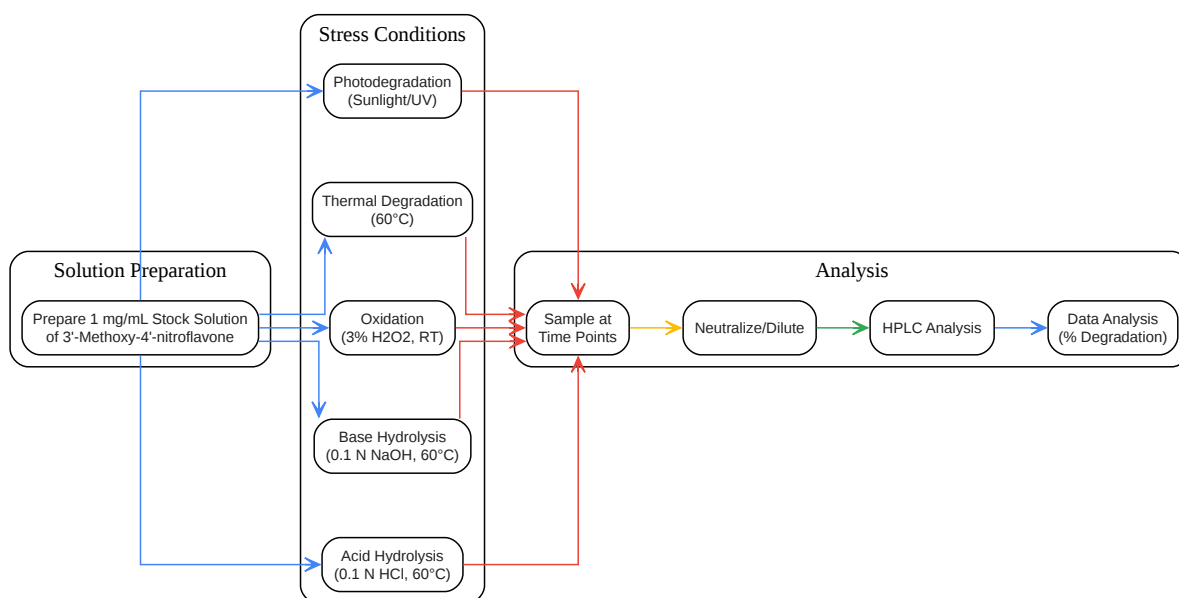 Stress Conditions
Photodegradation
(Sunlight/UV)
Thermal Degradation
(60°C)
Solution Preparation
Prepare 1 mg/mL Stock Solution
of 3'-Methoxy-4'-nitroflavone
Oxidation
(3% H2O2, RT)
Base Hydrolysis
(0.1 N NaOH, 60°C)
Acid Hydrolysis
(0.1 N HCl, 60°C)
Analysis
Sample at
Time Points
Neutralize/Dilute
HPLC Analysis
Data Analysis
(% Degradation)